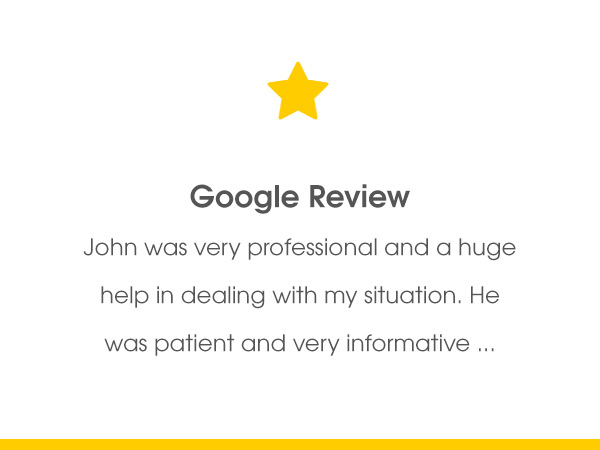 Google Review
John was very professional and a huge
help in dealing with my situation. He
was patient and very informative ...